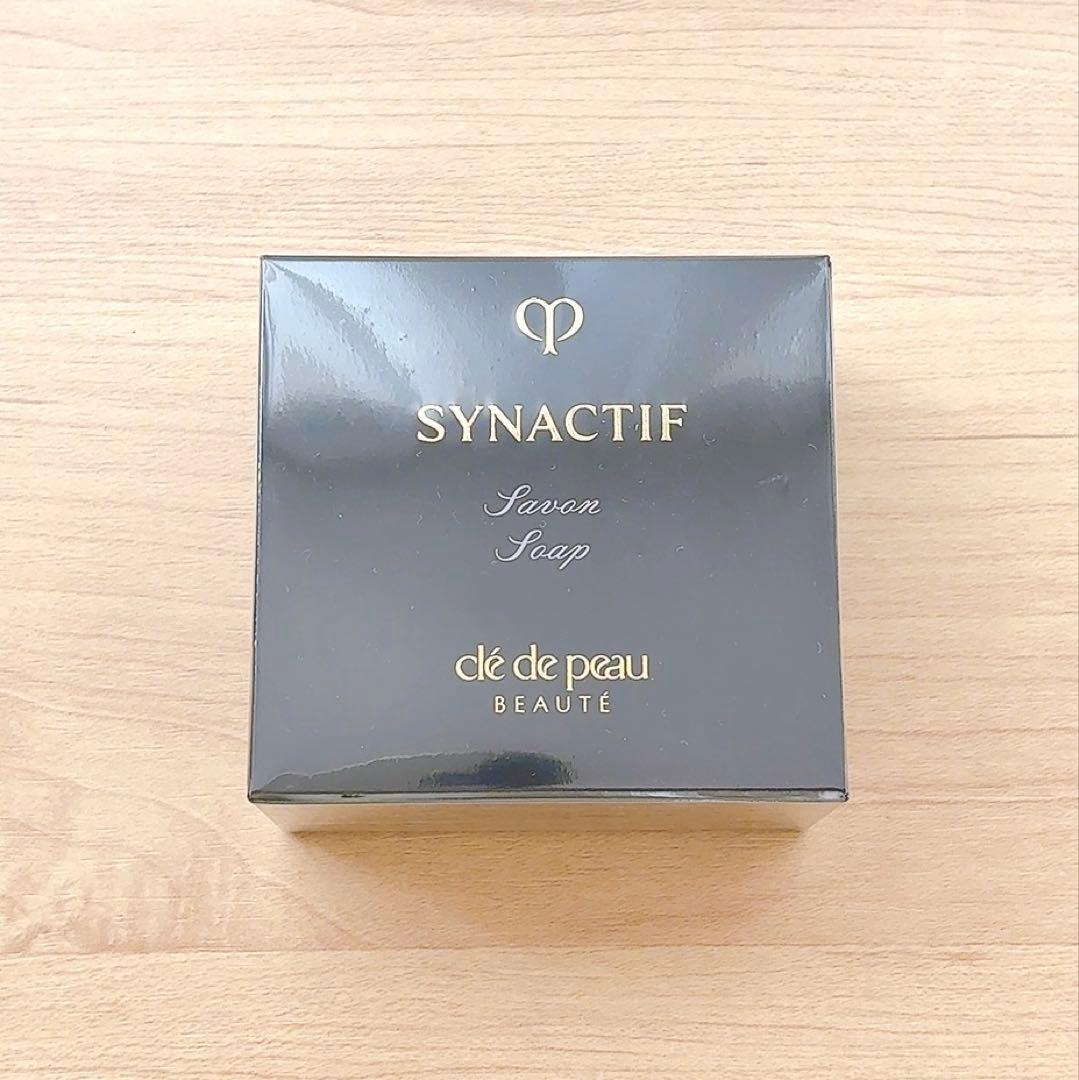 SYNACTIF
Savon
Soap
clé de peau
BEAUTÉ